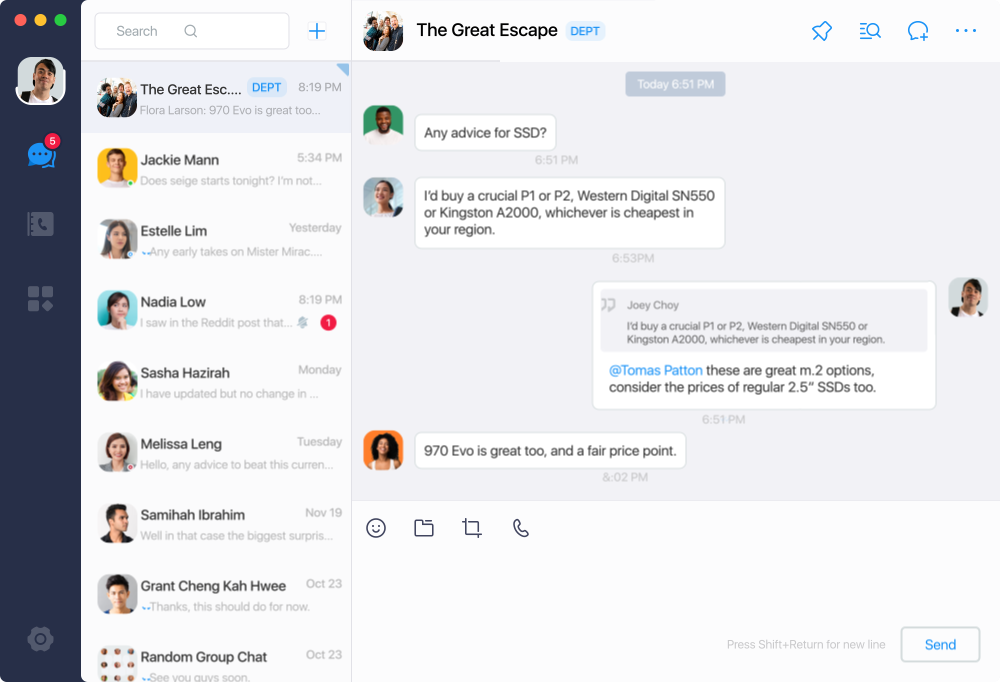 Search
The Great Escape DEPT
5
The Great Esc.... DEPT 8:19 PM
Flora Larson: 970 Evo is great too...
Jackie Mann 5:34 PM
Does seige starts tonight? I'm not...
Estelle Lim Yesterday
Any early takes on Mister Mirac....
Nadia Low 8:19 PM
I saw in the Reddit post that... 1
Sasha Hazirah Monday
I have updated but no change in ...
Melissa Leng Tuesday
Hello, any advice to beat this curren...
Samihah Ibrahim Nov 19
Well in that case the biggest surpris...
Grant Cheng Kah Hwee Oct 23
Thanks, this should do for now.
Random Group Chat Oct 23
See you guys soon.
Today 6:51 PM
Any advice for SSD?
6:51 PM
I'd buy a crucial P1 or P2, Western Digital SN550
or Kingston A2000, whichever is cheapest in
your region.
6:53PM
Joey Choy
I'd buy a crucial P1 or P2, Western Digital SN550 or
Kingston A2000, whichever is cheapest in your region.
@Tomas Patton these are great m.2 options,
consider the prices of regular 2.5” SSDs too.
6:51 PM
970 Evo is great too, and a fair price point.
8:02 PM
Press Shift+Return for new line
Send